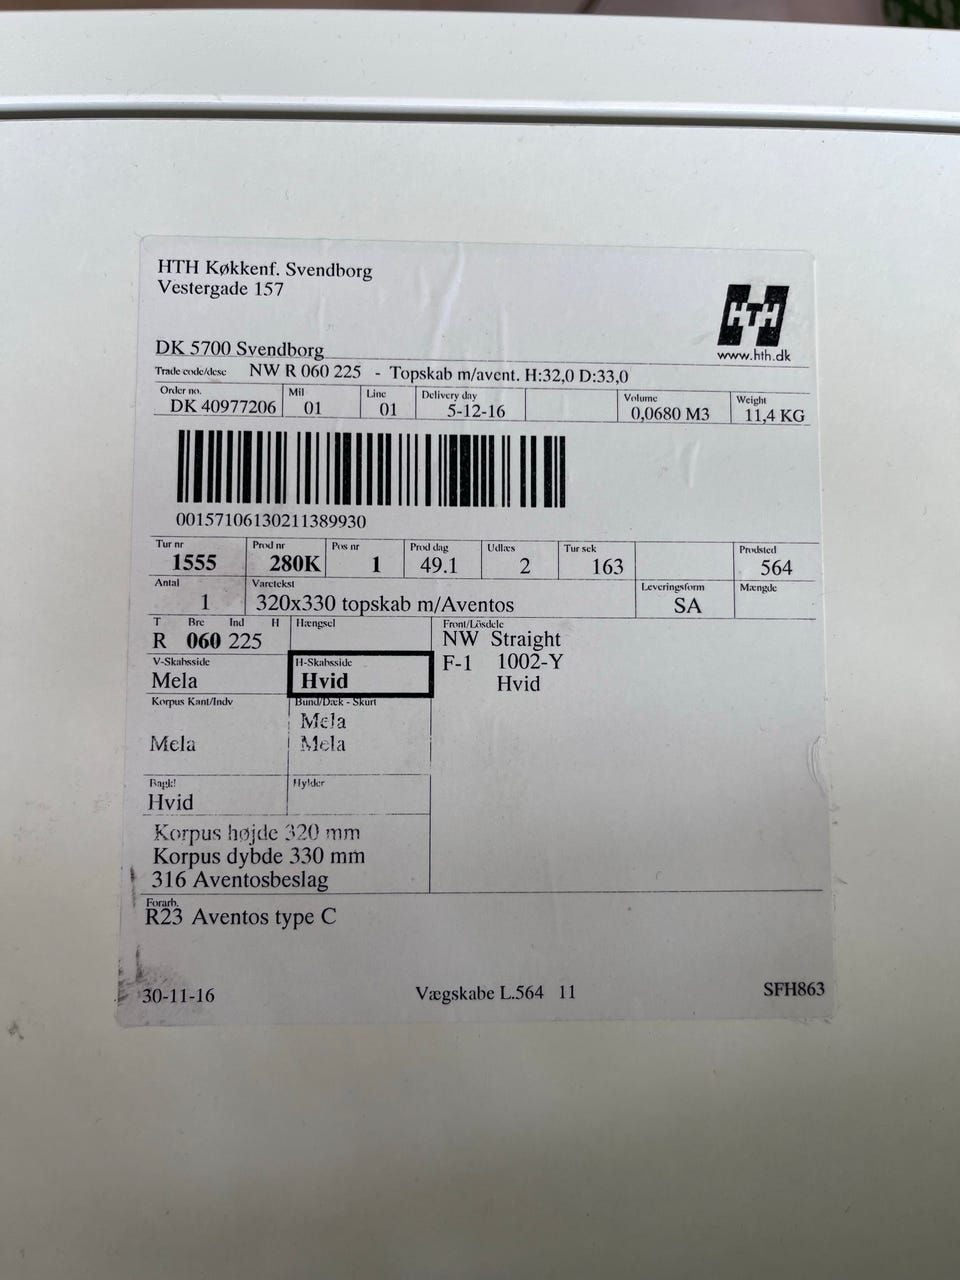 HTH Køkkenf. Svendborg
Vestergade 157
HTH
www.hth.dk
DK 5700 Svendborg
Trade code/desc NW R 060 225 - Topskab m/avent. H:32,0 D:33,0
Order no. Mil Line Delivery day Volume Weight
DK 40977206 01 01 5-12-16 0,0680 M3 11,4 KG
00157106130211389930
Tur nr Prod nr Pos nr Prod dag Udlæs Tur sek Prodsted
1555 280K 1 49.1 2 163 564
Antal Varetekst Leveringsform Mængde
1 320x330 topskab m/Aventos SA
T Bre Ind H Hængsel Front/Lösdele
R 060 225 NW Straight
V-Skabsside H-Skabsside F-1 1002-Y
Mela Hvid Hvid
Korpus Kant/Indv Bund/Dæk - Skurt
Mela
Mela Mela
Bagkl Hylder
Hvid
Korpus højde 320 mm
Korpus dybde 330 mm
316 Aventosbeslag
Forarb.
R23 Aventos type C
30-11-16 Vægskabe L.564 11 SFH863